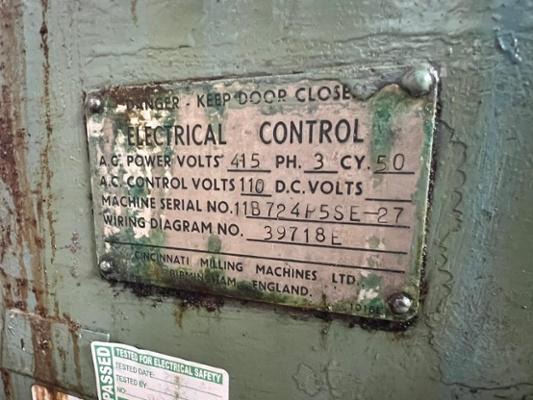 DANGER - KEEP DOOR CLOSED
ELECTRICAL CONTROL
A.C. POWER VOLTS 415 PH. 3 CY. 50
A.C. CONTROL VOLTS 110 D.C. VOLTS
MACHINE SERIAL NO. 11B724P5SE-27
WIRING DIAGRAM NO. 39718E
CINCINNATI MILLING MACHINES LTD.
BIRMINGHAM, ENGLAND.
PASSED
TESTED FOR ELECTRICAL SAFETY
TESTED DATE:
TESTED BY:
NO: